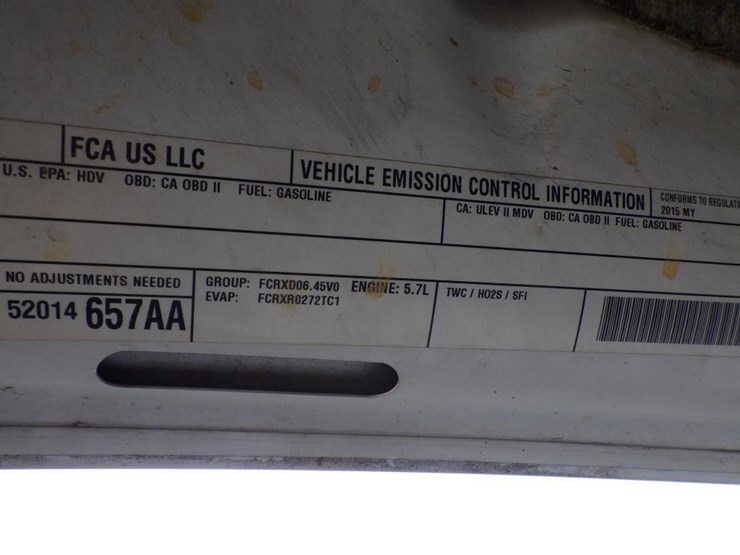 FCA US LLC
VEHICLE EMISSION CONTROL INFORMATION
CONFORMS TO
2015 MY
U.S. EPA: HDV OBD: CA OBD II FUEL: GASOLINE
CA: ULEV II MDV OBD: CA OBD II FUEL: GASOLINE
NO ADJUSTMENTS NEEDED
52014 657AA
GROUP: FCRXD06.45V0 ENGINE: 5.7L
EVAP: FCRXR0272TC1
TWC / HO2S / SFI